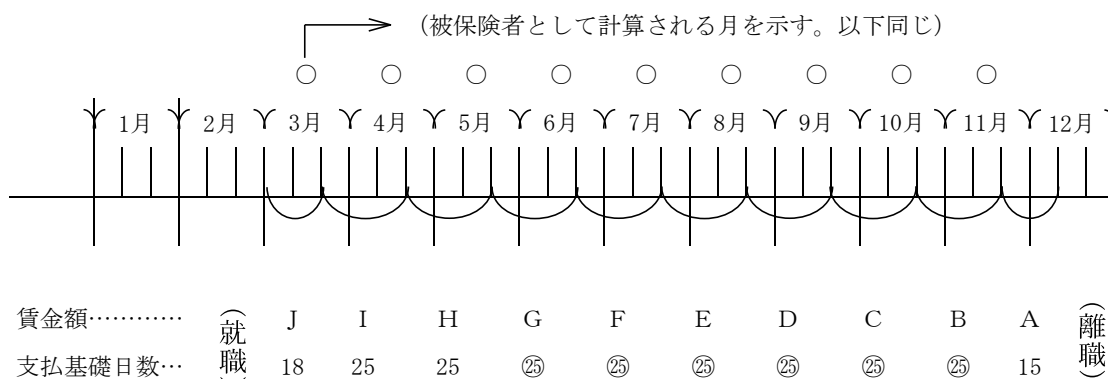 (被保険者として計算される月を示す。以下同じ)
○ ○ ○ ○ ○ ○ ○ ○ ○
1月 2月 3月 4月 5月 6月 7月 8月 9月 10月 11月 12月
賃金額………… (就職) J I H G F E D C B A (離職)
支払基礎日数… 18 25 25 ㉕ ㉕ ㉕ ㉕ ㉕ ㉕ 15